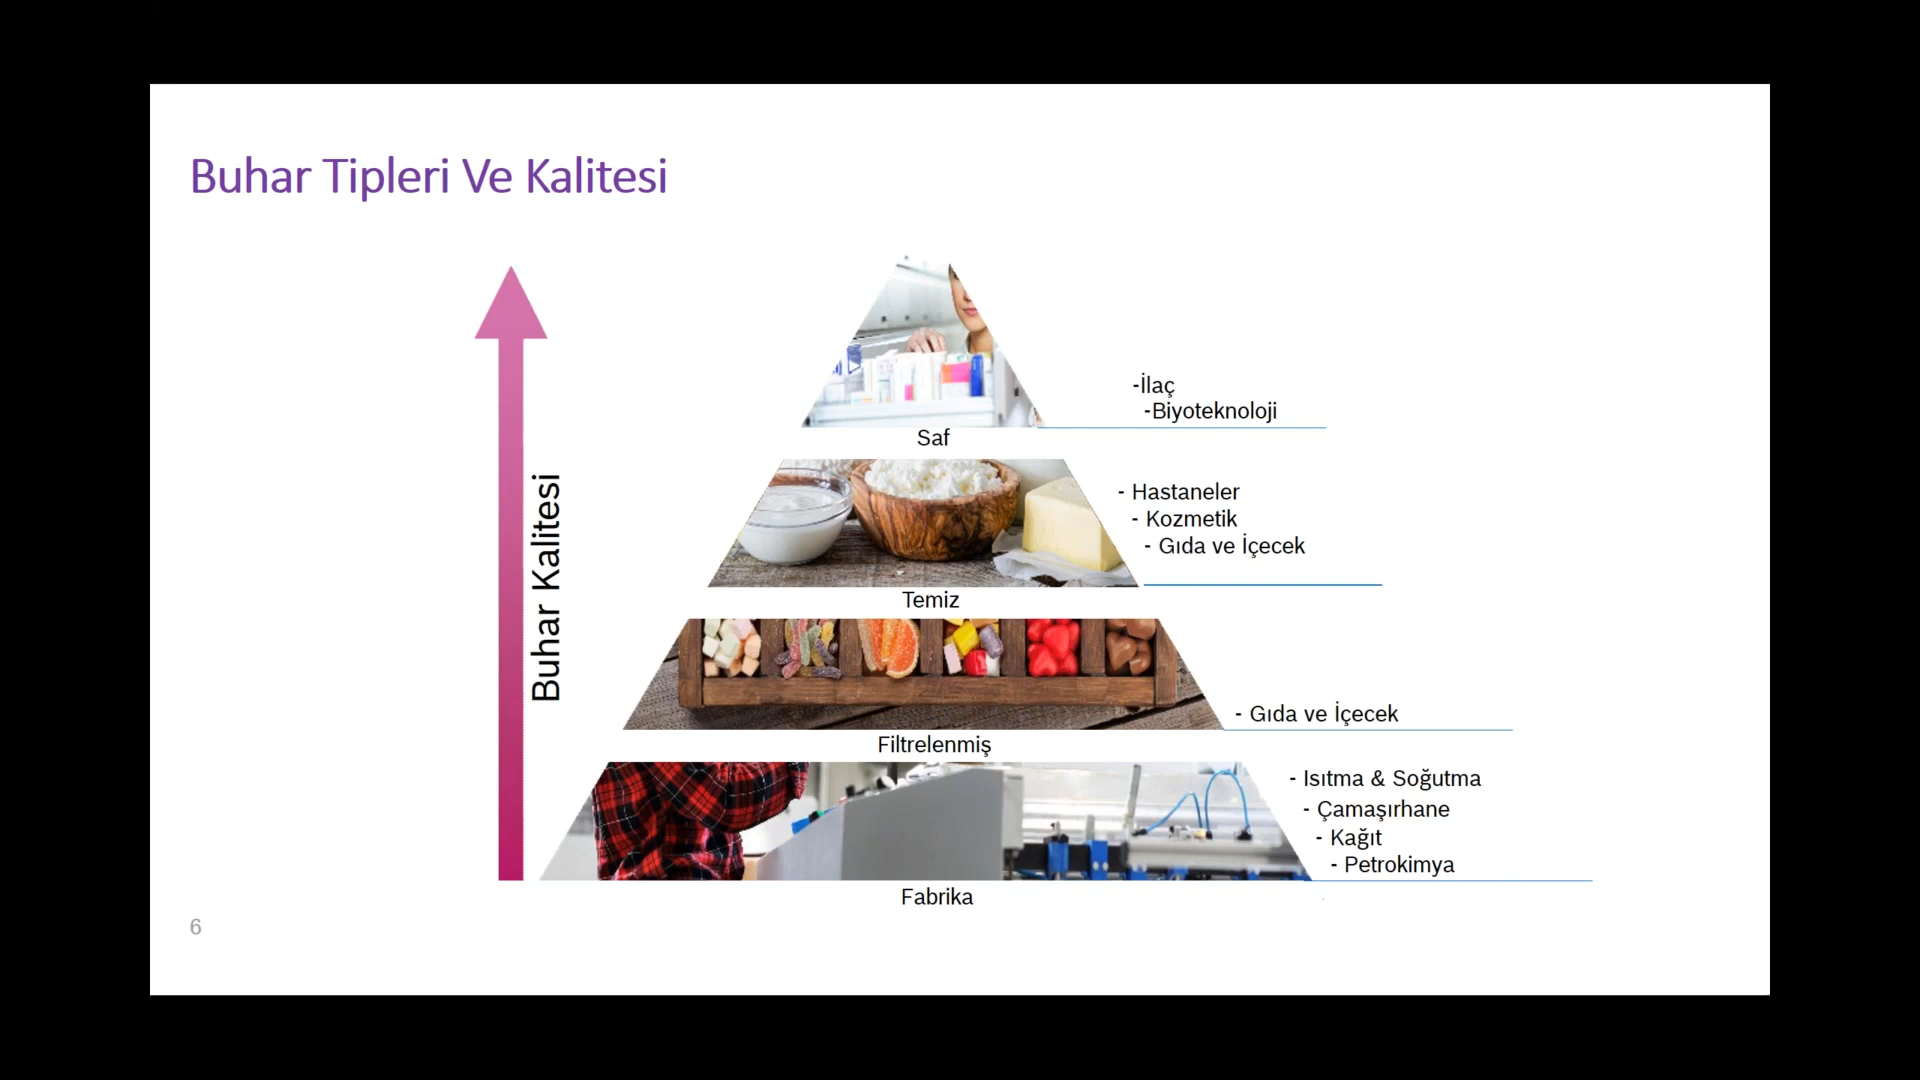 Buhar Tipleri Ve Kalitesi
Buhar Kalitesi
-İlaç
-Biyoteknoloji
Saf
- Hastaneler
- Kozmetik
- Gıda ve İçecek
Temiz
- Gıda ve İçecek
Filtrelenmiş
- Isıtma & Soğutma
- Çamaşırhane
- Kağıt
- Petrokimya
Fabrika
6